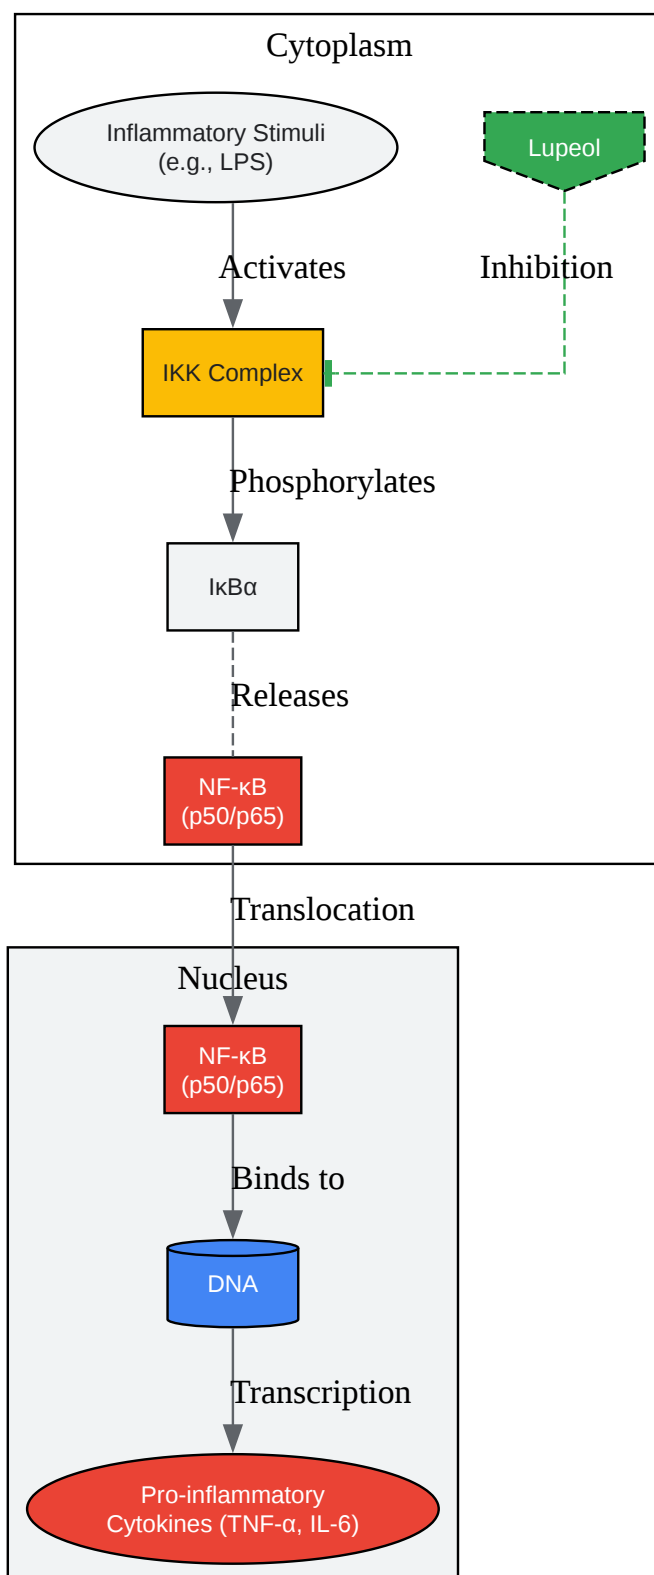 Cytoplasm
Inflammatory Stimuli
(e.g., LPS)
Lupeol
Activates
Inhibition
IKK Complex
Phosphorylates
IκBα
Releases
NF-κB
(p50/p65)
Translocation
Nucleus
NF-κB
(p50/p65)
Binds to
DNA
Transcription
Pro-inflammatory
Cytokines (TNF-α, IL-6)